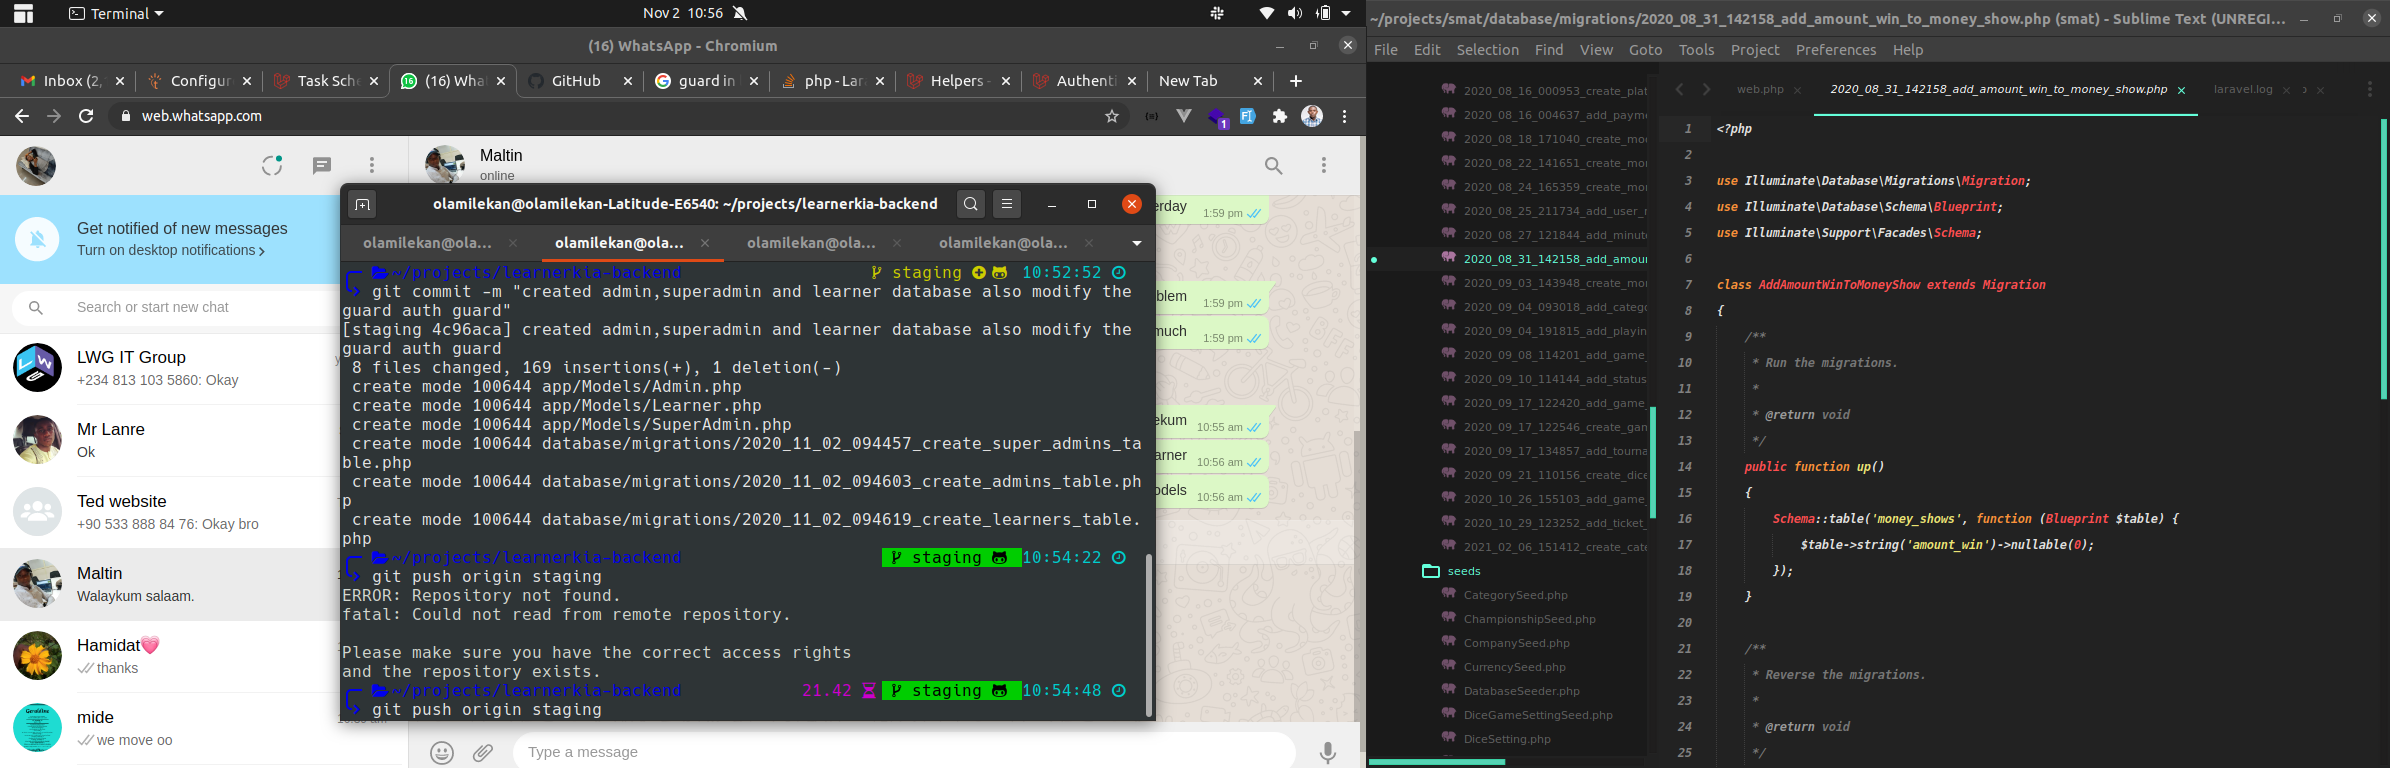 Terminal
Nov 2 10:56
(16) WhatsApp - Chromium
Inbox (2,
Configur
Task Sche
(16) Wha
GitHub
guard in
php - Lar
Helpers -
Authenti
New Tab
web.whatsapp.com
1
Maltin
online
Get notified of new messages
Turn on desktop notifications
Search or start new chat
LWG IT Group
+234 813 103 5860: Okay
Mr Lanre
Ok
Ted website
+90 533 888 84 76: Okay bro
Maltin
Walaykum salaam.
Hamidat
thanks
mide
we move oo
erday 1:59 pm
blem 1:59 pm
much 1:59 pm
ekum 10:55 am
arner 10:56 am
odels 10:56 am
Type a message
olamilekan@olamilekan-Latitude-E6540: ~/projects/learnerkia-backend
olamilekan@ola...
olamilekan@ola...
olamilekan@ola...
olamilekan@ola...
~/projects/learnerkia-backend staging 10:52:52
git commit -m "created admin,superadmin and learner database also modify the
guard auth guard"
[staging 4c96aca] created admin,superadmin and learner database also modify the
guard auth guard
8 files changed, 169 insertions(+), 1 deletion(-)
create mode 100644 app/Models/Admin.php
create mode 100644 app/Models/Learner.php
create mode 100644 app/Models/SuperAdmin.php
create mode 100644 database/migrations/2020_11_02_094457_create_super_admins_ta
ble.php
create mode 100644 database/migrations/2020_11_02_094603_create_admins_table.ph
p
create mode 100644 database/migrations/2020_11_02_094619_create_learners_table.
php
~/projects/learnerkia-backend staging 10:54:22
git push origin staging
ERROR: Repository not found.
fatal: Could not read from remote repository.
Please make sure you have the correct access rights
and the repository exists.
~/projects/learnerkia-backend 21.42 staging 10:54:48
git push origin staging
~/projects/smat/database/migrations/2020_08_31_142158_add_amount_win_to_money_show.php (smat) - Sublime Text (UNREGI...
File Edit Selection Find View Goto Tools Project Preferences Help
2020_08_16_000953_create_plat
2020_08_16_004637_add_payme
2020_08_18_171040_create_mod
2020_08_22_141651_create_mon
2020_08_24_165359_create_mon
2020_08_25_211734_add_user_r
2020_08_27_121844_add_minute
2020_08_31_142158_add_amour
2020_09_03_143948_create_mon
2020_09_04_093018_add_catego
2020_09_04_191815_add_playin
2020_09_08_114201_add_game_
2020_09_10_114144_add_status
2020_09_17_122420_add_game_
2020_09_17_122546_create_gan
2020_09_17_134857_add_tourna
2020_09_21_110156_create_dice
2020_10_26_155103_add_game_
2020_10_29_123252_add_ticket_
2021_02_06_151412_create_cate
seeds
CategorySeed.php
ChampionshipSeed.php
CompanySeed.php
CurrencySeed.php
DatabaseSeeder.php
DiceGameSettingSeed.php
DiceSetting.php
web.php
2020_08_31_142158_add_amount_win_to_money_show.php
laravel.log
1 <?php
2
3 use Illuminate\Database\Migrations\Migration;
4 use Illuminate\Database\Schema\Blueprint;
5 use Illuminate\Support\Facades\Schema;
6
7 class AddAmountWinToMoneyShow extends Migration
8 {
9 /**
10 * Run the migrations.
11 *
12 * @return void
13 */
14 public function up()
15 {
16 Schema::table('money_shows', function (Blueprint $table) {
17 $table->string('amount_win')->nullable(0);
18 });
19 }
20
21 /**
22 * Reverse the migrations.
23 *
24 * @return void
25 */